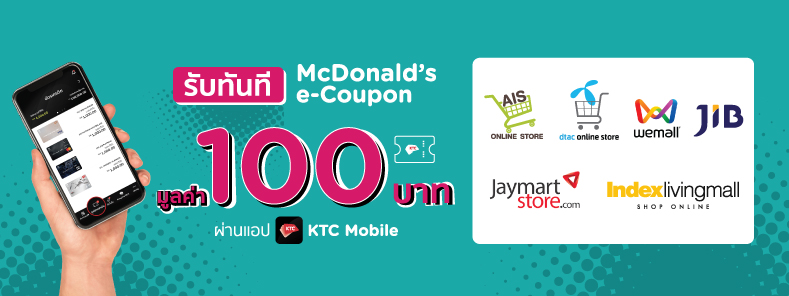 รับทันที
McDonald's
e-Coupon
มูลค่า 100 บาท
ผ่านแอป KTC KTC Mobile
AIS
ONLINE STORE
dtac online store
wemall
JIB
Jaymart
store.com
Indexlivingmall
SHOP ONLINE